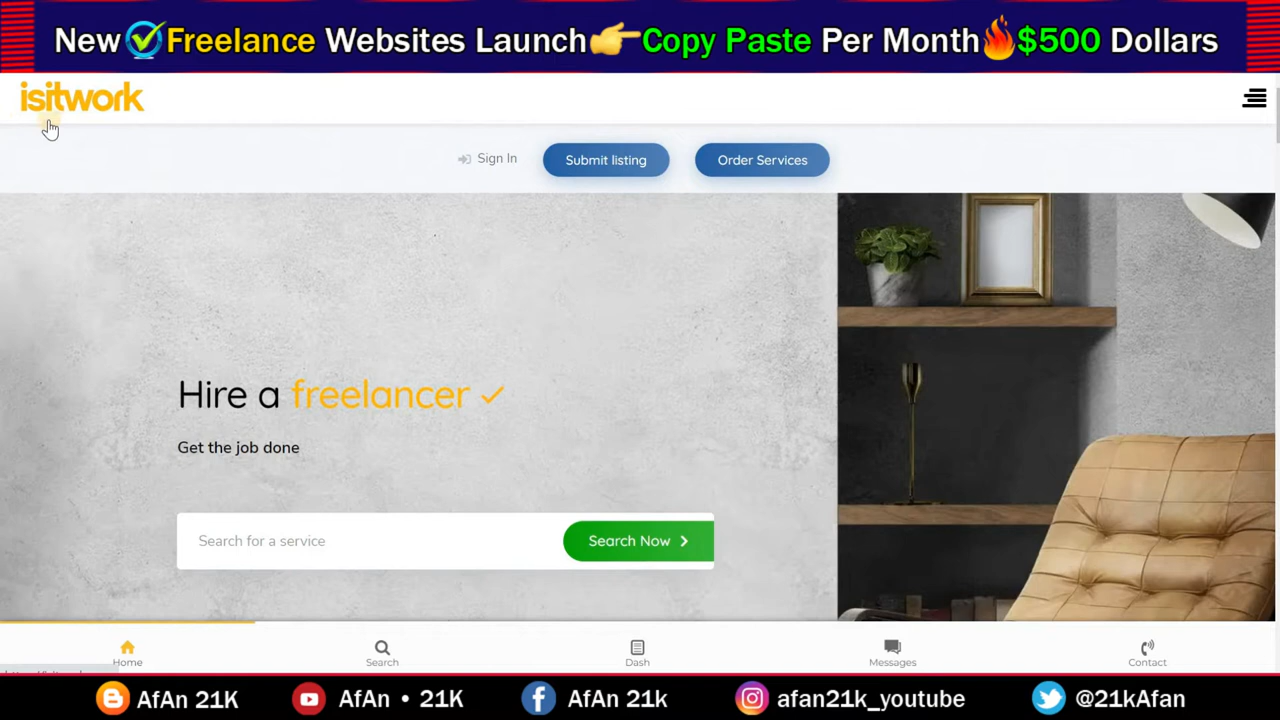 New Freelance Websites Launch Copy Paste Per Month $500 Dollars
isitwork
Sign In Submit listing Order Services
Hire a freelancer
Get the job done
Search for a service Search Now
Home Search Dash Messages Contact
AfAn 21K AfAn • 21K AfAn 21k afan21k_youtube @21kAfan